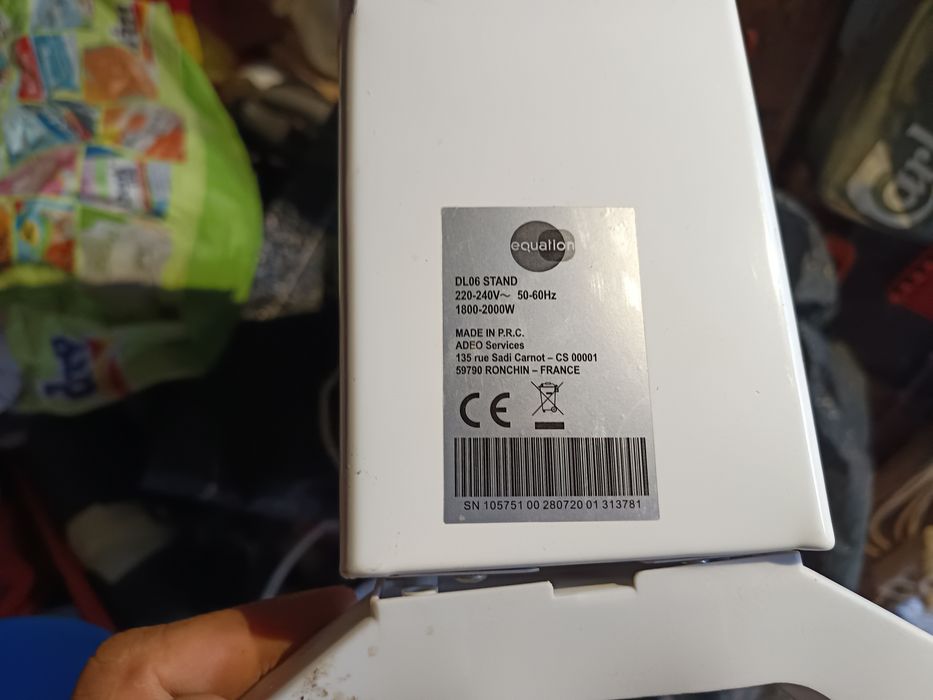 equation
DL06 STAND
220-240V～ 50-60Hz
1800-2000W
MADE IN P.R.C.
ADEO Services
135 rue Sadi Carnot – CS 00001
59790 RONCHIN – FRANCE
CE
SN 105751 00 280720 01 313781